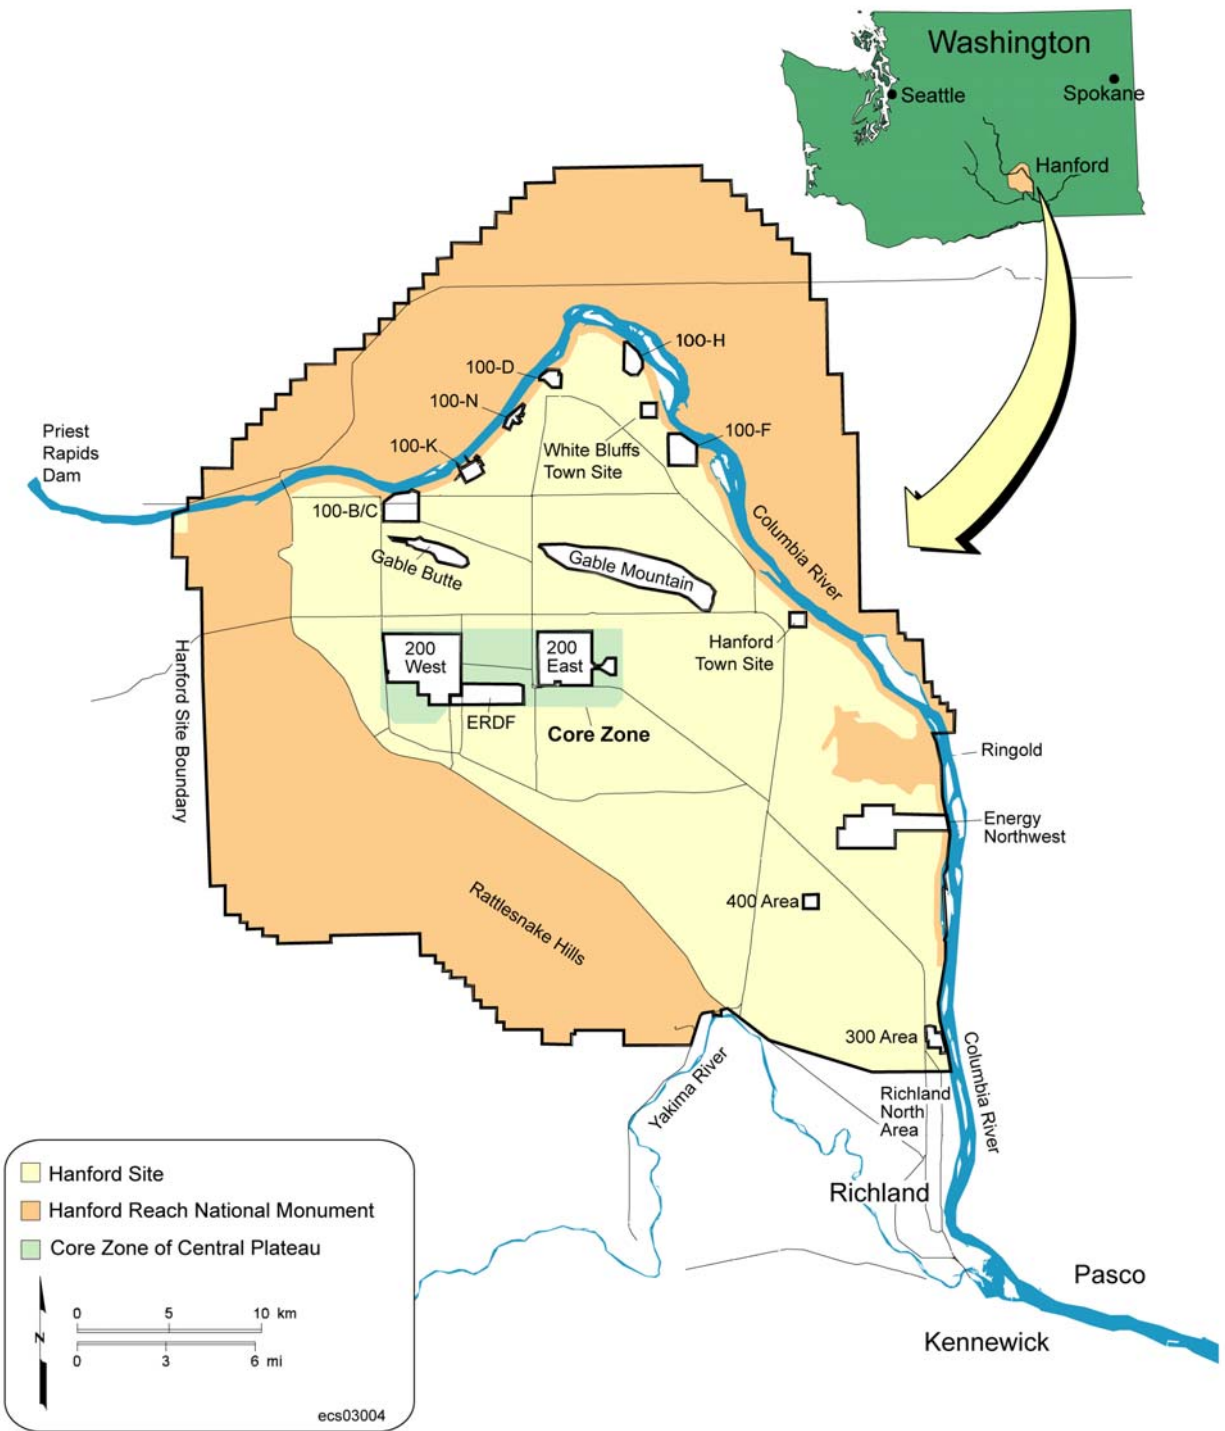 Washington
Seattle
Spokane
Hanford
100-H
100-D
100-N
100-F
100-K
White Bluffs
Town Site
Priest
Rapids
Dam
100-B/C
Columbia River
Gable Butte
Gable Mountain
Hanford
Town Site
200
West
200
East
Hanford Site Boundary
ERDF
Core Zone
Ringold
Energy
Northwest
400 Area
Rattlesnake Hills
300 Area
Columbia River
Yakima River
Richland
North
Area
Richland
Hanford Site
Hanford Reach National Monument
Core Zone of Central Plateau
Pasco
Kennewick
0 5 10 km
N
0 3 6 mi
ecs03004